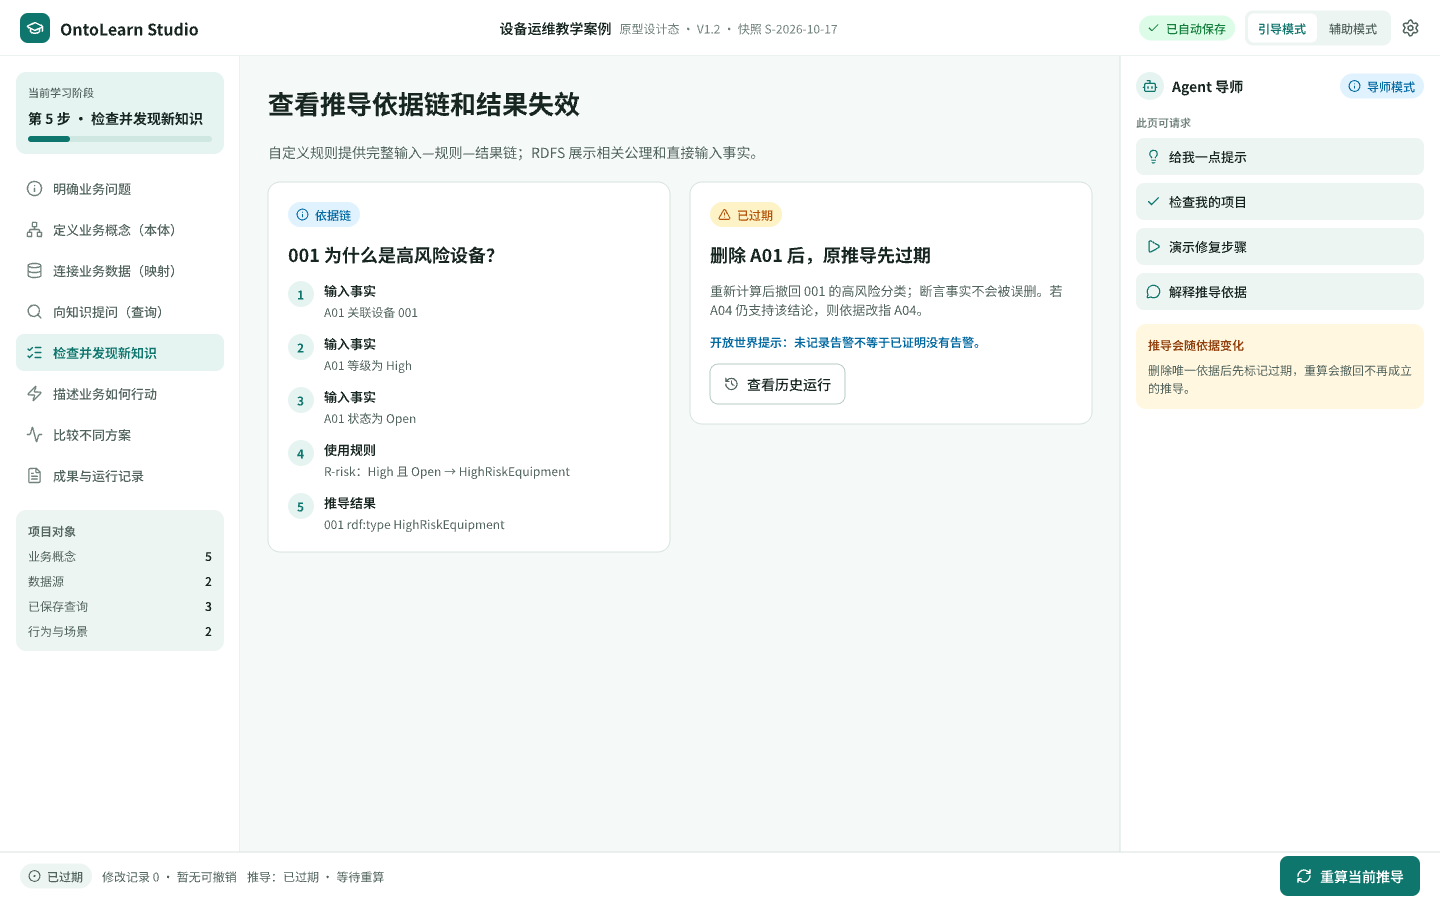 OntoLearn Studio
设备运维教学案例 原型设计态 • V1.2 • 快照 S-2026-10-17
已自动保存
引导模式
辅助模式
当前学习阶段
第 5 步 • 检查并发现新知识
明确业务问题
定义业务概念（本体）
连接业务数据（映射）
向知识提问（查询）
检查并发现新知识
描述业务如何行动
比较不同方案
成果与运行记录
项目对象
业务概念 5
数据源 2
已保存查询 3
行为与场景 2
查看推导依据链和结果失效
自定义规则提供完整输入—规则—结果链；RDFS 展示相关公理和直接输入事实。
依据链
001 为什么是高风险设备？
1 输入事实
A01 关联设备 001
2 输入事实
A01 等级为 High
3 输入事实
A01 状态为 Open
4 使用规则
R-risk：High 且 Open → HighRiskEquipment
5 推导结果
001 rdf:type HighRiskEquipment
已过期
删除 A01 后，原推导先过期
重新计算后撤回 001 的高风险分类；断言事实不会被误删。若
A04 仍支持该结论，则依据改指 A04。
开放世界提示：未记录告警不等于已证明没有告警。
查看历史运行
Agent 导师
导师模式
此页可请求
给我一点提示
检查我的项目
演示修复步骤
解释推导依据
推导会随依据变化
删除唯一依据后先标记过期，重算会撤回不再成立
的推导。
已过期
修改记录 0 • 暂无可撤销 推导：已过期 • 等待重算
重算当前推导